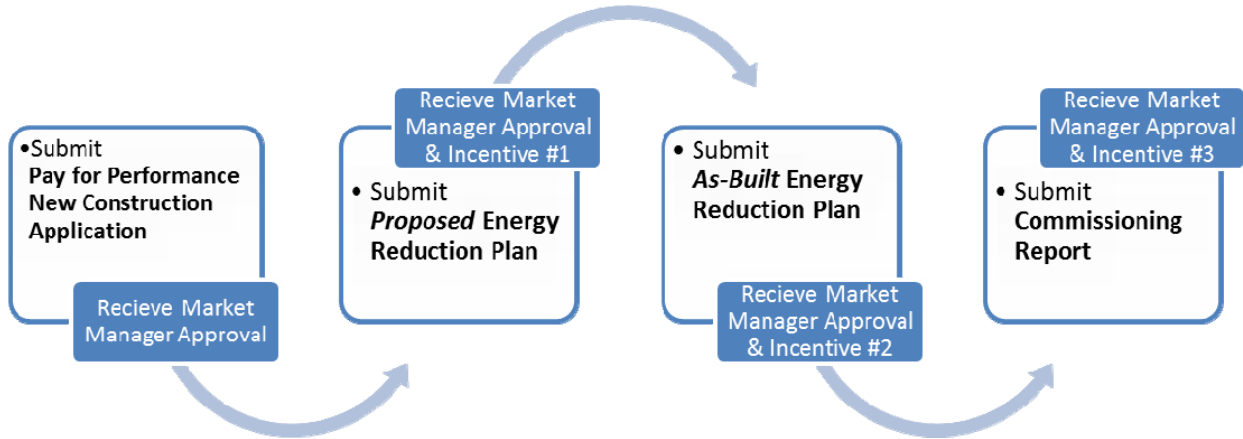 •Submit
Pay for Performance
New Construction
Application
Recieve Market
Manager Approval
Recieve Market
Manager Approval
& Incentive #1
• Submit
Proposed Energy
Reduction Plan
• Submit
As-Built Energy
Reduction Plan
Recieve Market
Manager Approval
& Incentive #2
Recieve Market
Manager Approval
& Incentive #3
• Submit
Commissioning
Report